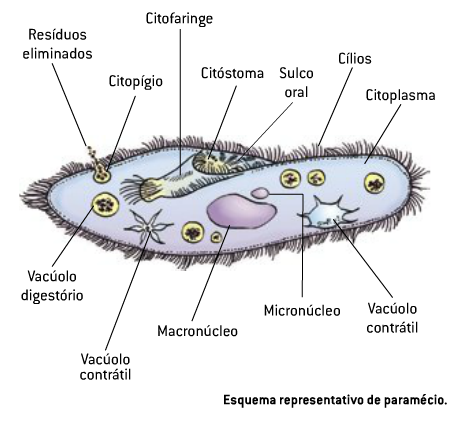 Citofaringe
Resíduos
eliminados
Citopígio
Citóstoma
Sulco
oral
Cílios
Citoplasma
Vacúolo
digestório
Vacúolo
contrátil
Macronúcleo
Micronúcleo
Vacúolo
contrátil
Esquema representativo de paramécio.